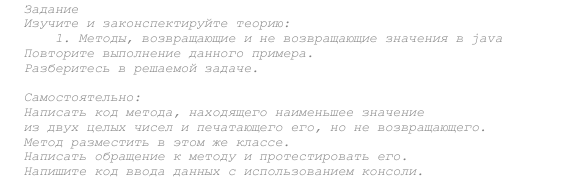 Задание
Изучите и законспектируйте теорию:
1. Методы, возвращающие и не возвращающие значения в java
Повторите выполнение данного примера.
Разберитесь в решаемой задаче.
Самостоятельно:
Написать код метода, находящего наименьшее значение
из двух целых чисел и печатающего его, но не возвращающего.
Метод разместить в этом же классе.
Написать обращение к методу и протестировать его.
Напишите код ввода данных с использованием консоли.